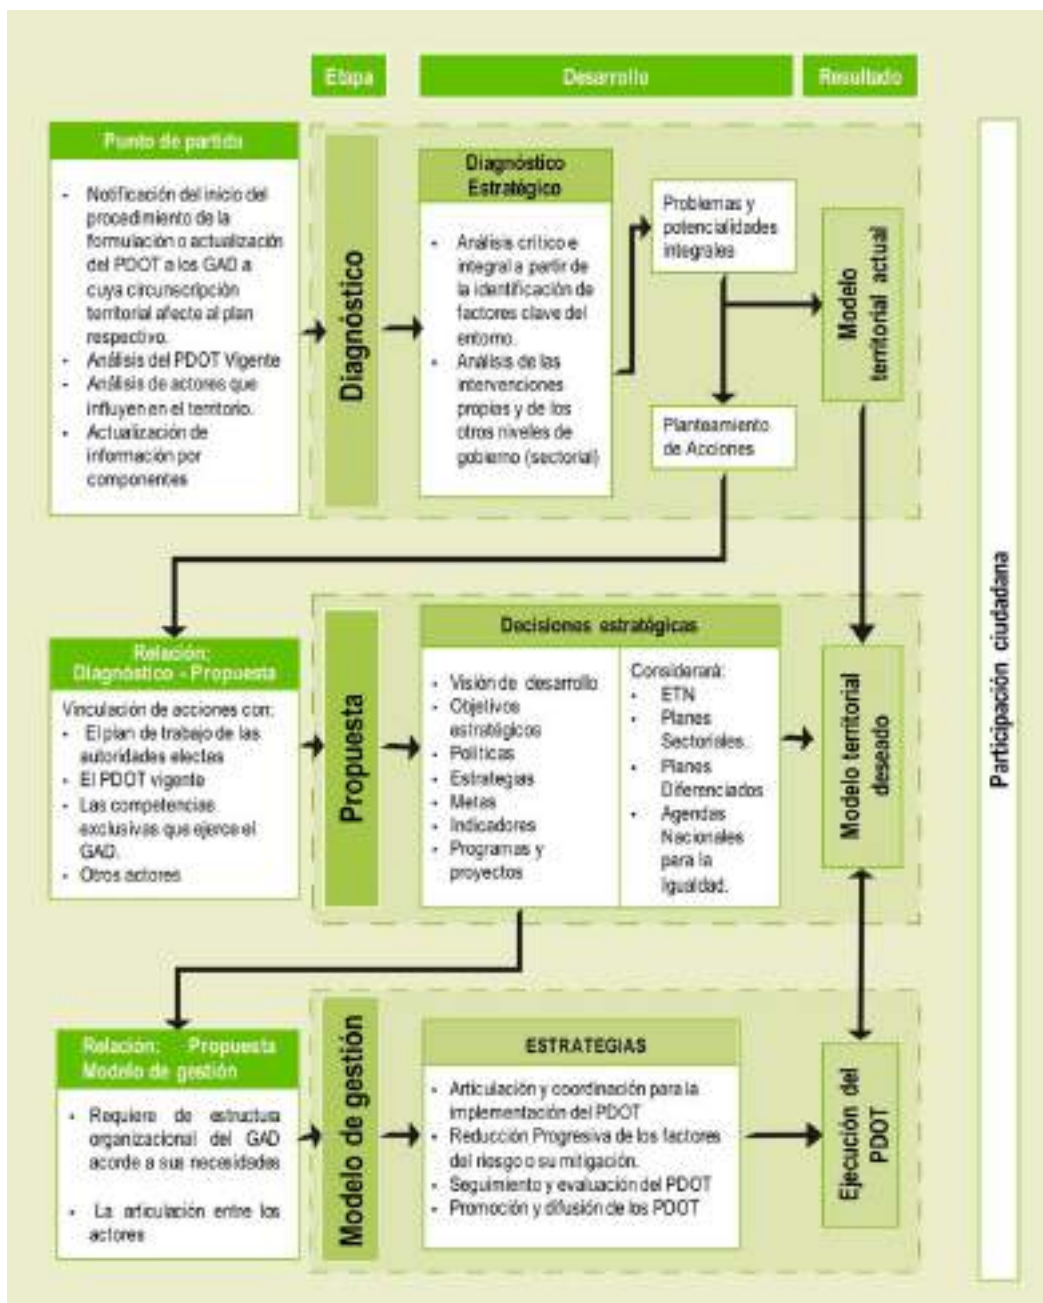 Etapa
Desarrollo
Resultado
Punto de partida
- Notificación del inicio del
procedimiento de la
formulación o actualización
del PDOT a los GAD a
cuya circunscripción
territorial afecte al plan
respectivo.
- Análisis del PDOT Vigente
- Análisis de actores que
influyen en el territorio.
- Actualización de
información por
componentes
Diagnóstico
Diagnóstico
Estratégico
• Análisis crítico e
integral a partir de
la identificación de
factores clave del
entorno.
• Análisis de las
intervenciones
propias y de los
otros niveles de
gobierno (sectorial)
Problemas y
potencialidades
integrales
Planteamiento
de Acciones
Modelo
territorial actual
Relación:
Diagnóstico - Propuesta
Vinculación de acciones con:
• El plan de trabajo de las
autoridades electas
• El PDOT vigente
• Las competencias
exclusivas que ejerce el
GAD.
• Otros actores
Propuesta
Decisiones estratégicas
• Visión de desarrollo
• Objetivos
estratégicos
• Políticas
• Estrategias
• Metas
• Indicadores
• Programas y
proyectos
Considerará:
• ETN
• Planes
Sectoriales.
• Planes
Diferenciados
• Agendas
Nacionales
para la
igualdad.
Modelo territorial
deseado
Relación: Propuesta
Modelo de gestión
• Requiere de estructura
organizacional del GAD
acorde a sus necesidades
• La articulación entre los
actores
Modelo de gestión
ESTRATEGIAS
• Articulación y coordinación para la
implementación del PDOT
• Reducción Progresiva de los factores
del riesgo o su mitigación.
• Seguimiento y evaluación del PDOT
• Promoción y difusión de los PDOT
Ejecución del
PDOT
Participación ciudadana